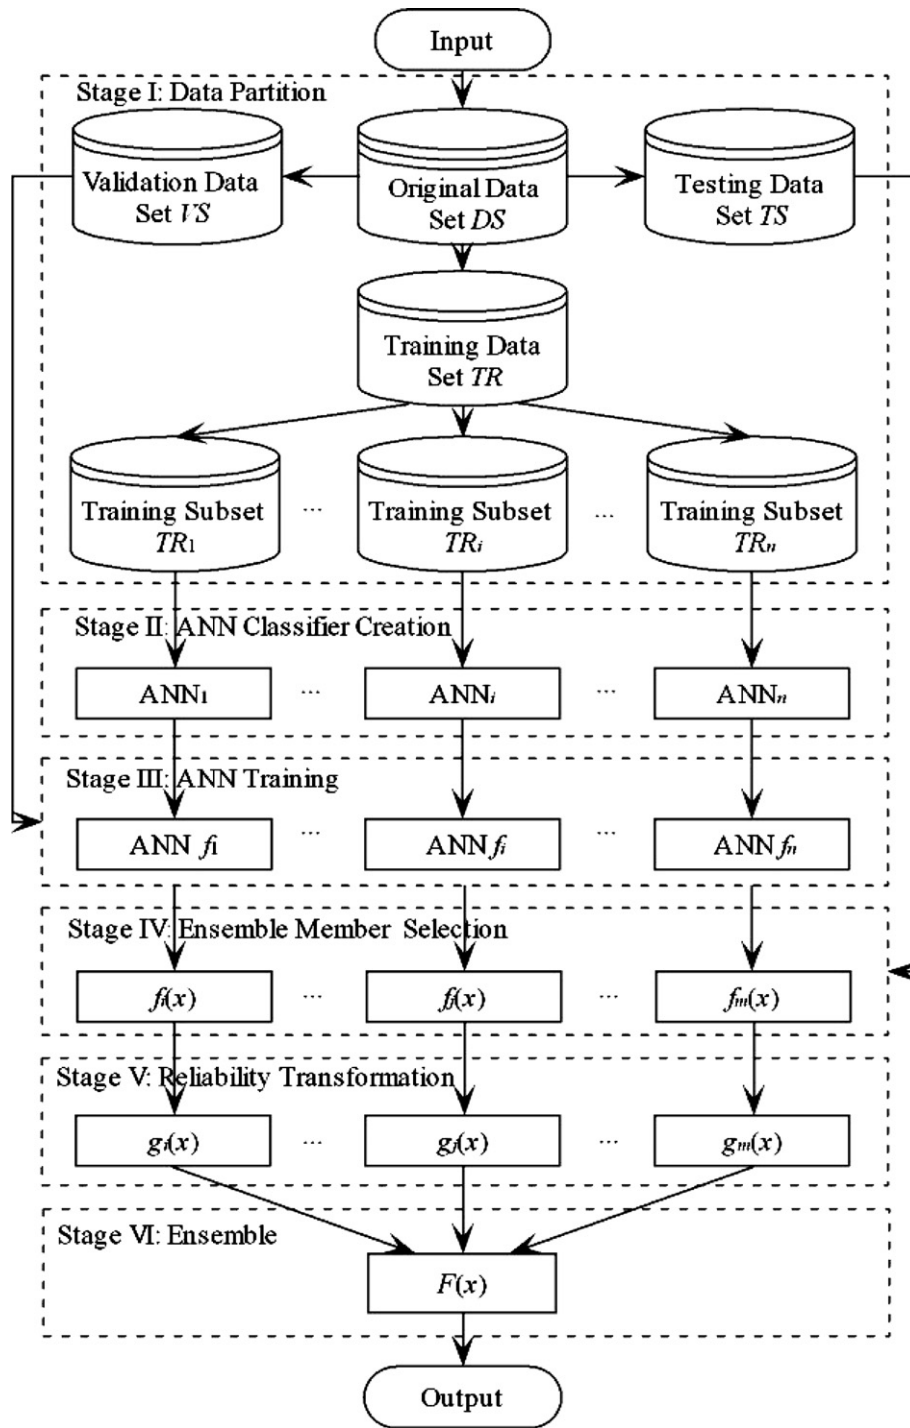 Input
Stage I: Data Partition
Validation Data
Set VS
Original Data
Set DS
Testing Data
Set TS
Training Data
Set TR
Training Subset
TR1
...
Training Subset
TRi
...
Training Subset
TRn
Stage II: ANN Classifier Creation
ANN1
...
ANNi
...
ANNn
Stage III: ANN Training
ANN f1
...
ANN fi
...
ANN fn
Stage IV: Ensemble Member Selection
fi(x)
...
fj(x)
...
fm(x)
Stage V: Reliability Transformation
gi(x)
...
gj(x)
...
gm(x)
Stage VI: Ensemble
F(x)
Output